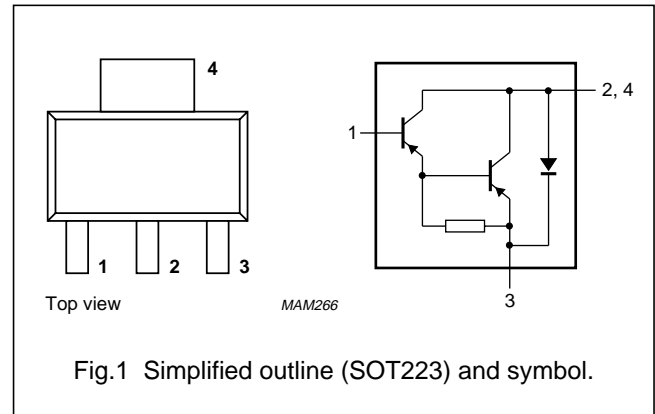 4
2, 4
1
1 2 3
Top view
MAM266
3
Fig.1 Simplified outline (SOT223) and symbol.